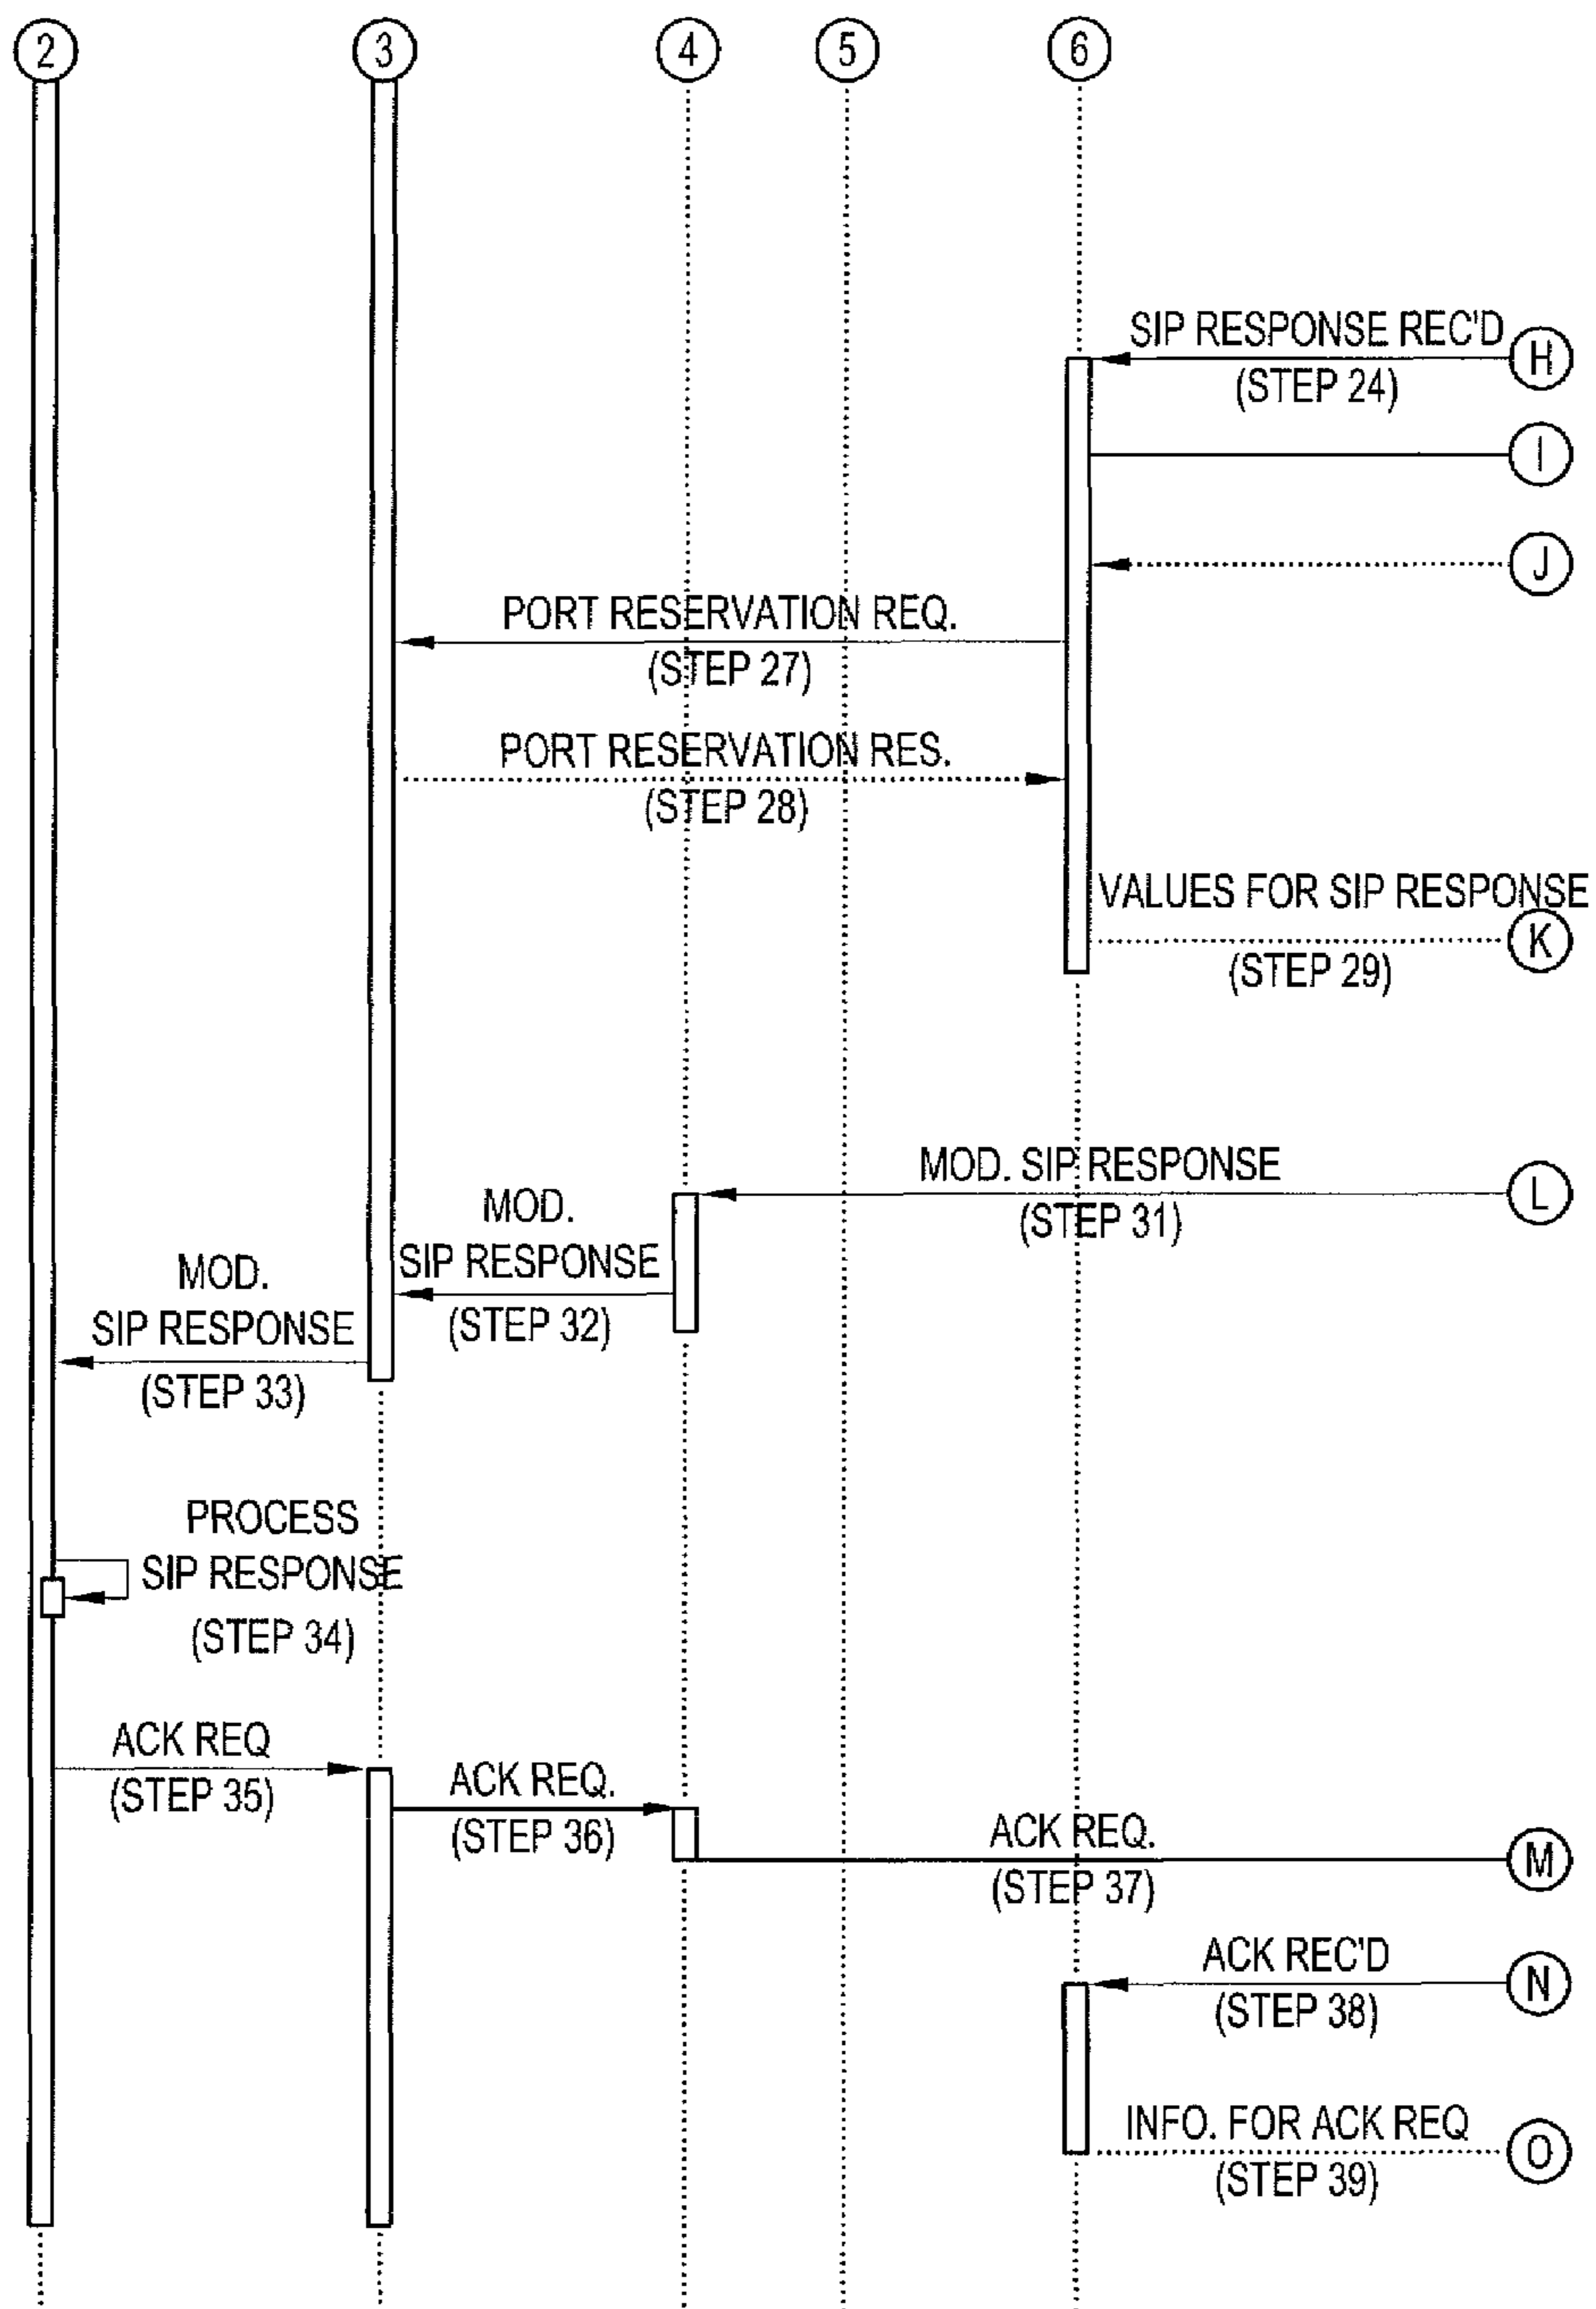 2 3 4 5 6
SIP RESPONSE REC'D
H
(STEP 24)
I
J
PORT RESERVATION REQ.
(STEP 27)
PORT RESERVATION RES.
(STEP 28)
VALUES FOR SIP RESPONSE
K
(STEP 29)
MOD. SIP RESPONSE
L
(STEP 31)
MOD.
SIP RESPONSE
(STEP 32)
MOD.
SIP RESPONSE
(STEP 33)
PROCESS
SIP RESPONSE
(STEP 34)
ACK REQ
(STEP 35)
ACK REQ.
(STEP 36)
ACK REQ.
M
(STEP 37)
ACK REC'D
N
(STEP 38)
INFO. FOR ACK REQ
O
(STEP 39)